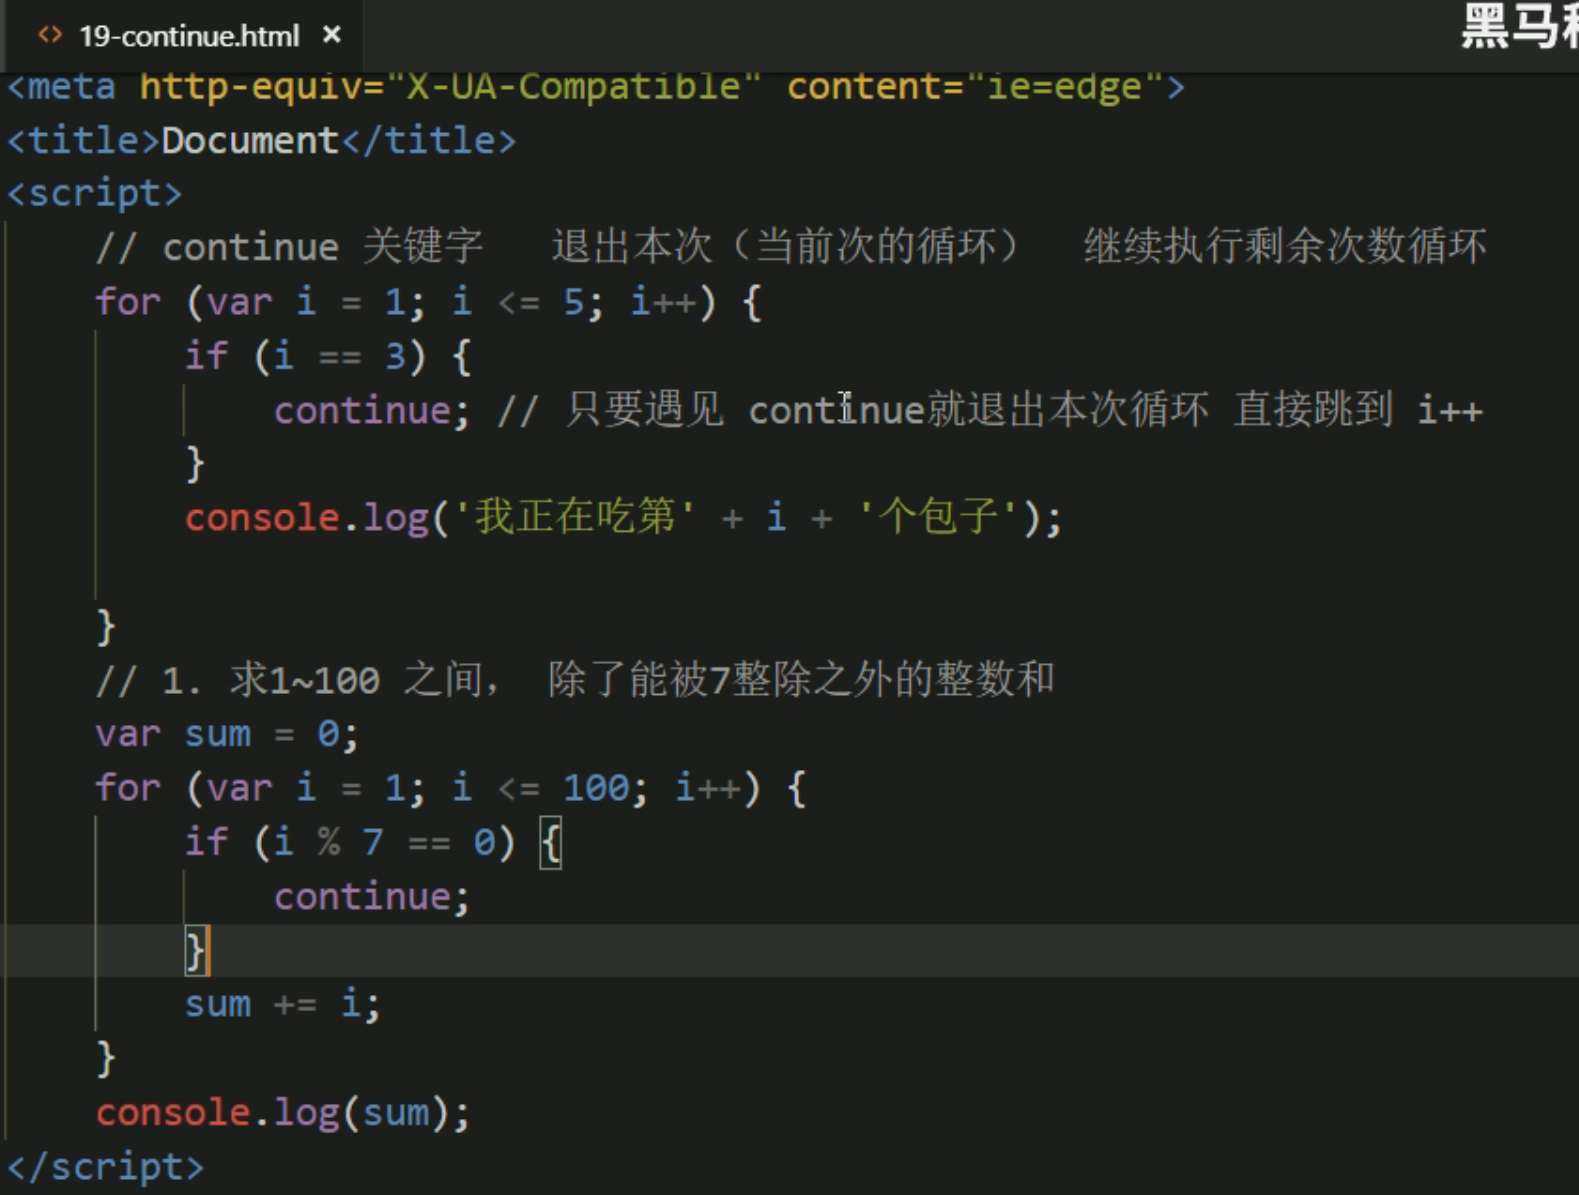 19-continue.html ×
黑马
<meta http-equiv="X-UA-Compatible" content="ie=edge">
<title>Document</title>
<script>
// continue 关键字 退出本次（当前次的循环） 继续执行剩余次数循环
for (var i = 1; i <= 5; i++) {
if (i == 3) {
continue; // 只要遇见 continue就退出本次循环 直接跳到 i++
}
console.log('我正在吃第' + i + '个包子');
}
// 1. 求1~100 之间， 除了能被7整除之外的整数和
var sum = 0;
for (var i = 1; i <= 100; i++) {
if (i % 7 == 0) {
continue;
}
sum += i;
}
console.log(sum);
</script>